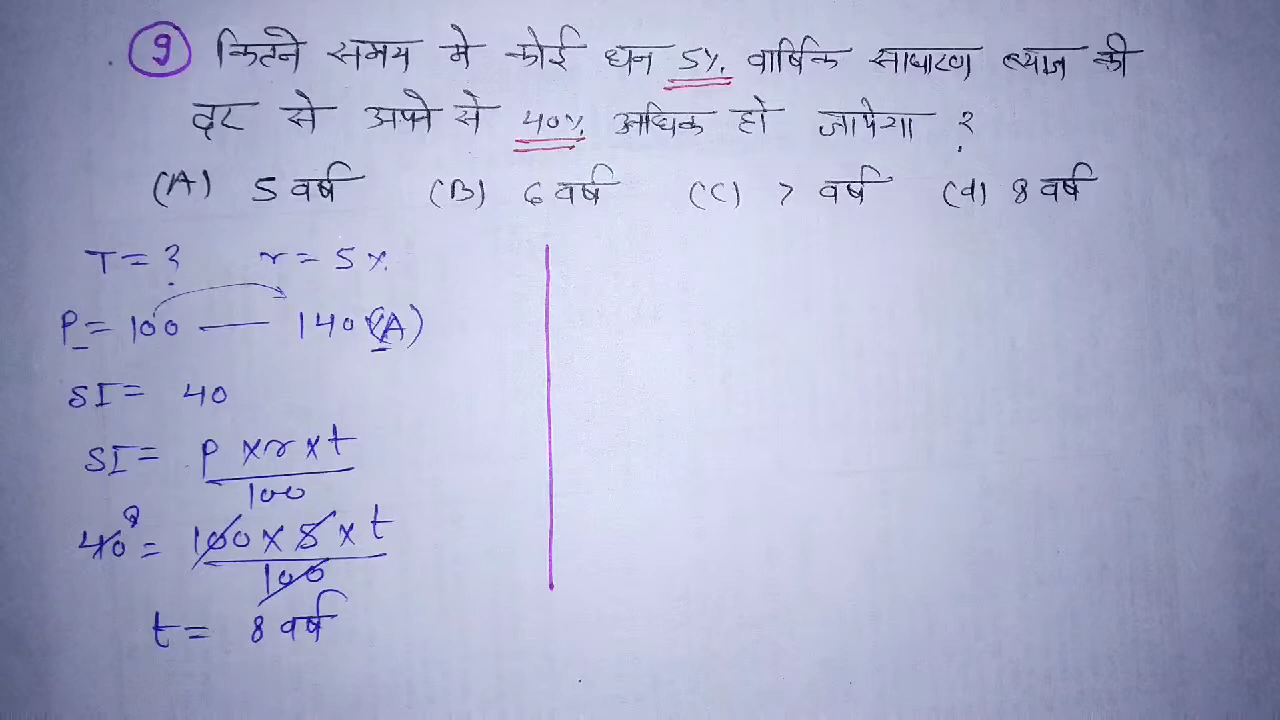 9 कितने समय मे कोई धन 5% वार्षिक साधारण ब्याज की
दर से अपने से 40% अधिक हो जायेगा ?
(A) 5 वर्ष (B) 6 वर्ष (C) 7 वर्ष (d) 8 वर्ष
T = ? r = 5%
P = 100 — 140 (A)
SI = 40
SI = P × r × t
100
8
40 = 100 × 5 × t
100
t = 8 वर्ष